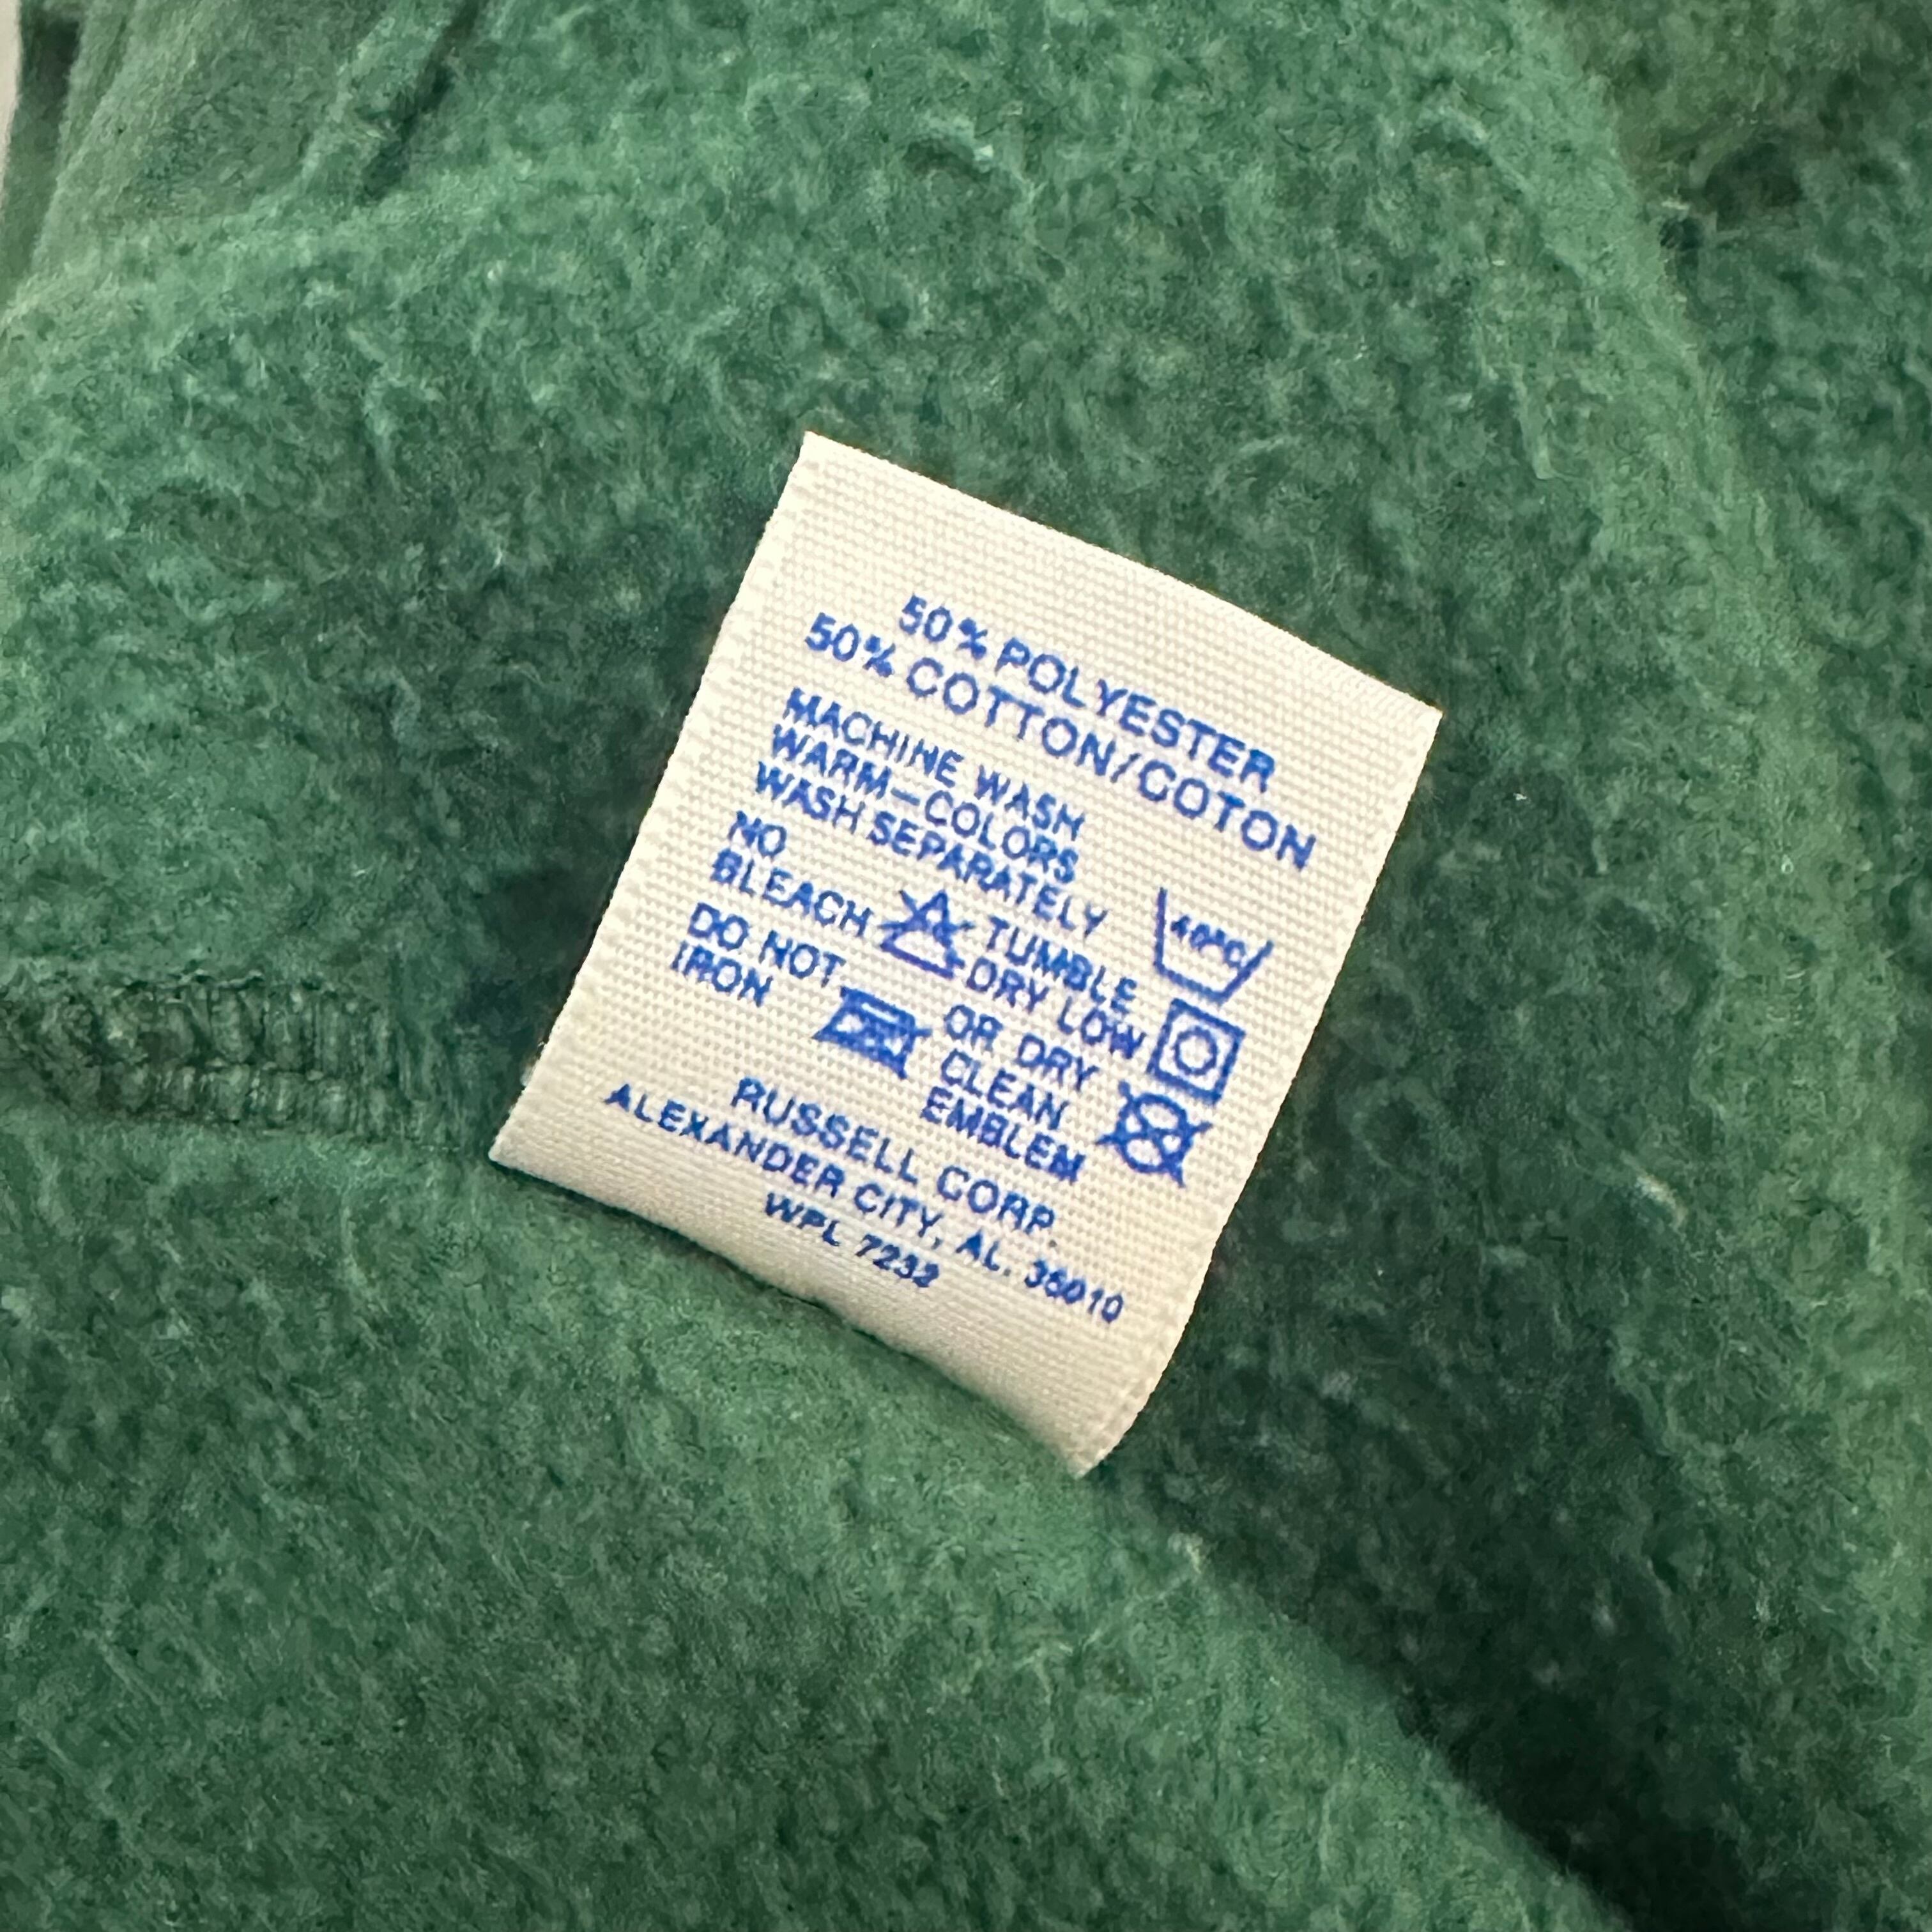 50% POLYESTER
50% COTTON/COTON
MACHINE WASH
WARM—COLORS
WASH SEPARATELY
40°C
NO
BLEACH
TUMBLE
DRY LOW
DO NOT
IRON
OR DRY
CLEAN
EMBLEM
RUSSELL CORP.
ALEXANDER CITY, AL. 35010
WPL 7232